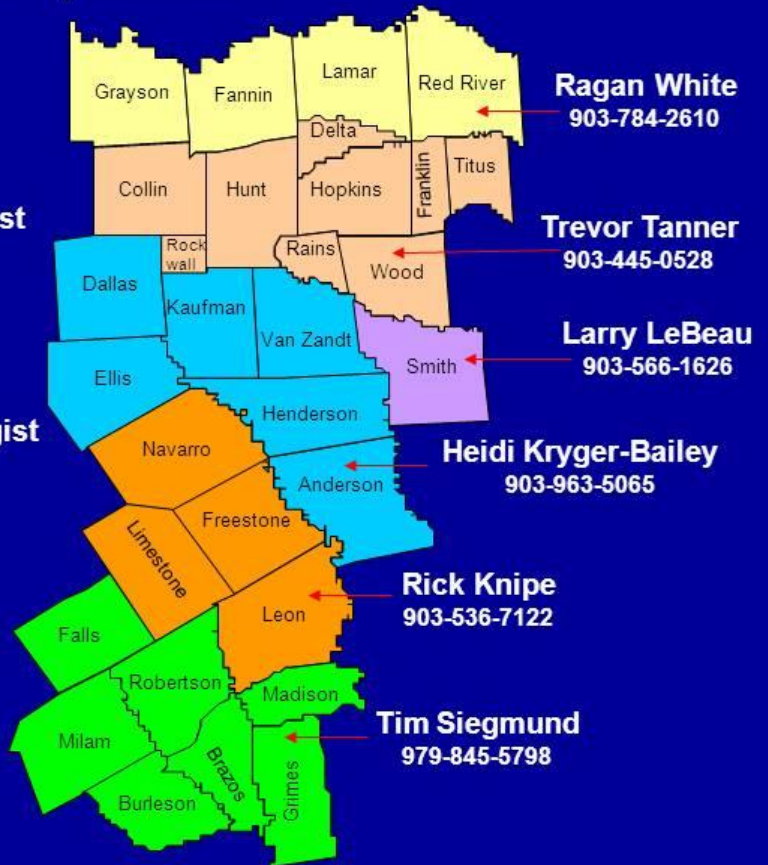 Grayson
Fannin
Lamar
Red River
Ragan White
903-784-2610
Delta
Collin
Hunt
Hopkins
Franklin
Titus
st
Trevor Tanner
903-445-0528
Rock
wall
Rains
Wood
Dallas
Kaufman
Van Zandt
Larry LeBeau
903-566-1626
Smith
Ellis
Henderson
gist
Navarro
Heidi Kryger-Bailey
903-963-5065
Anderson
Freestone
Limestone
Rick Knipe
903-536-7122
Leon
Falls
Robertson
Madison
Tim Siegmund
979-845-5798
Milam
Brazos
Grimes
Burleson